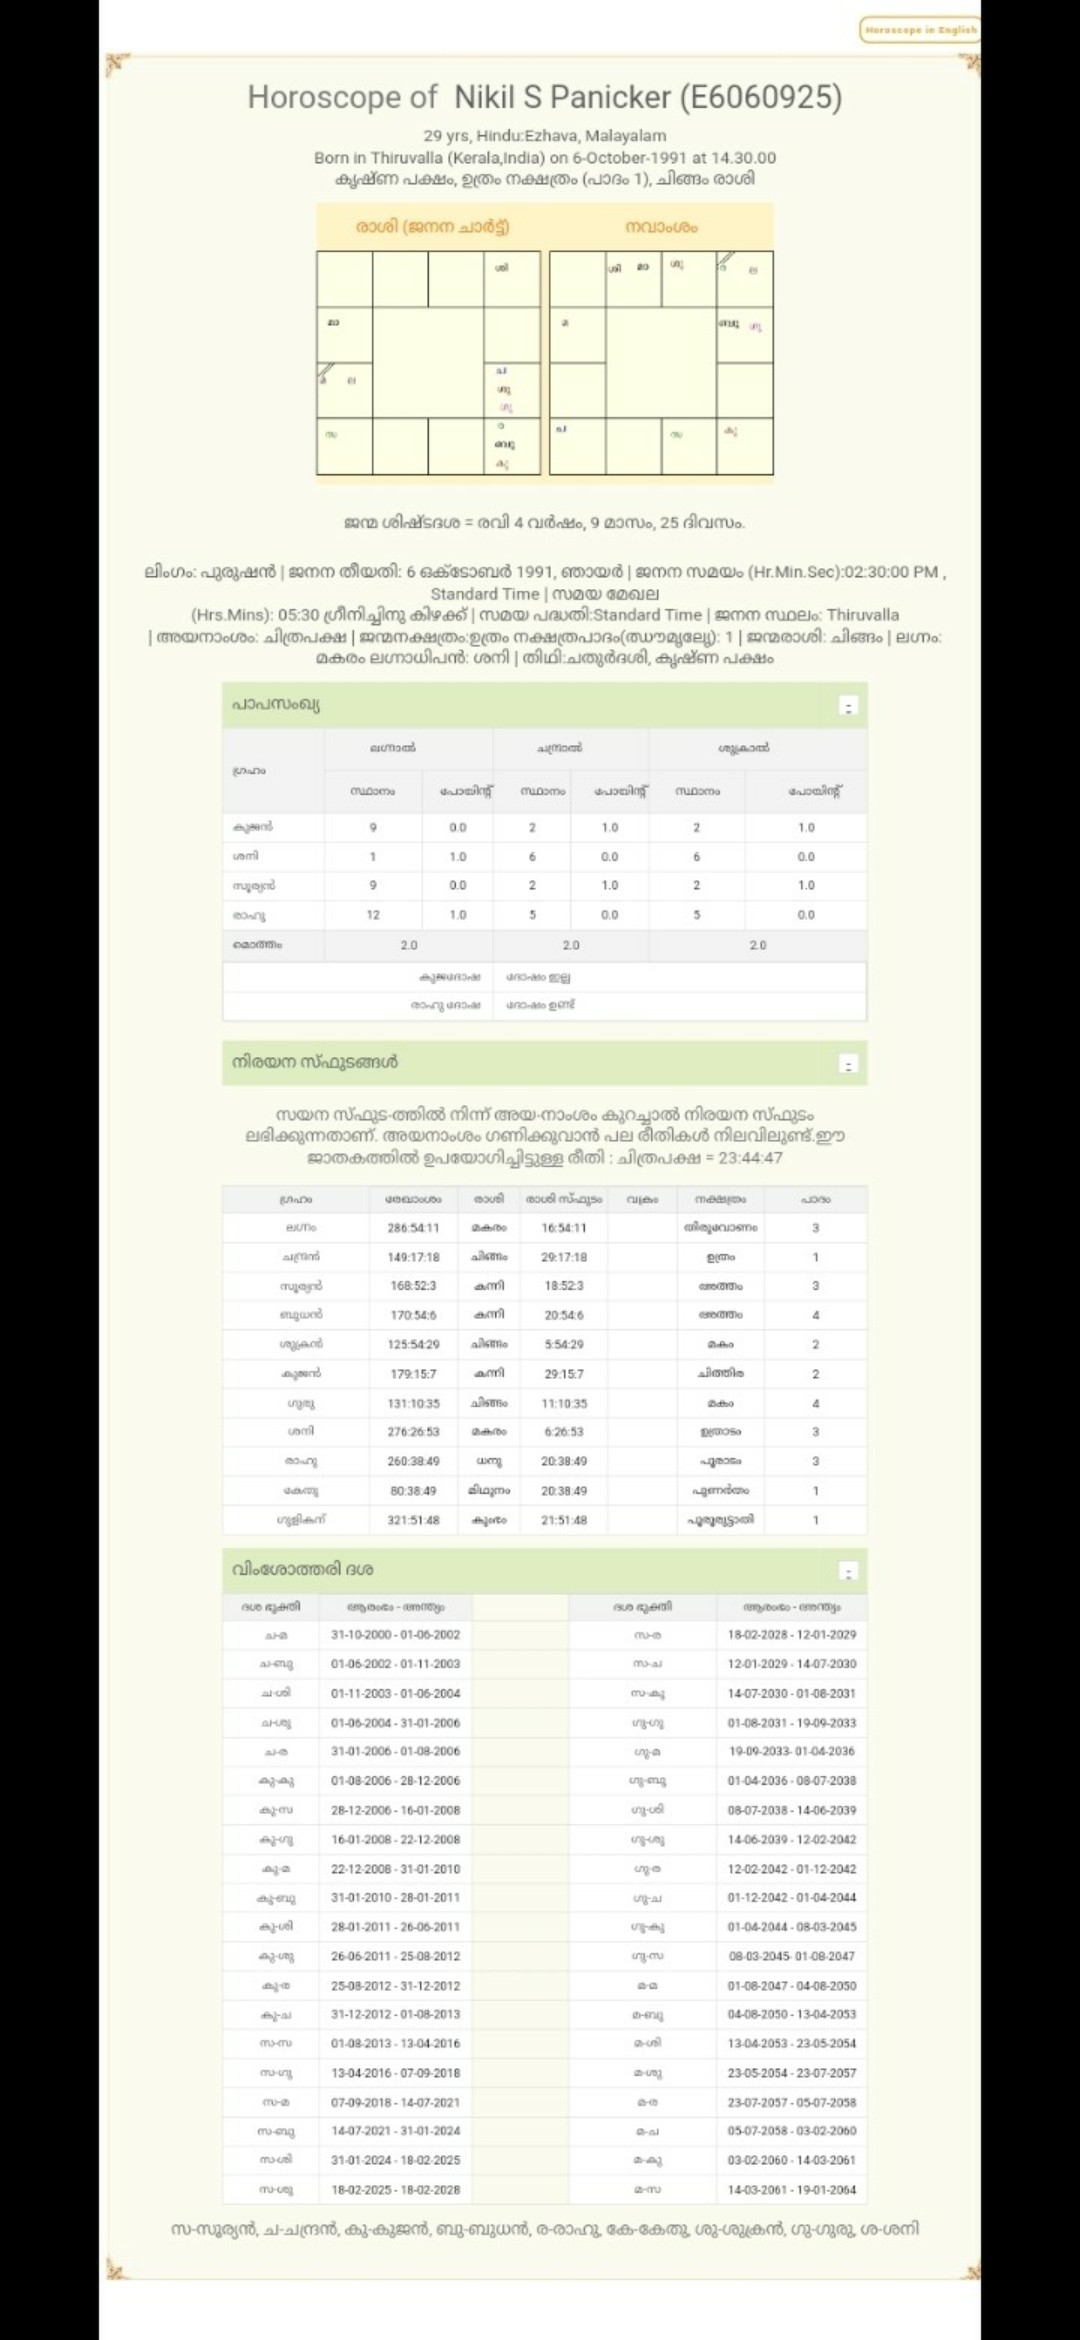 Horoscope in English
Horoscope of Nikil S Panicker (E6060925)
29 yrs, Hindu:Ezhava, Malayalam
Born in Thiruvalla (Kerala,India) on 6-October-1991 at 14.30.00
കൃഷ്ണ പക്ഷം, ഉത്രം നക്ഷത്രം (പാദം 1), ചിങ്ങം രാശി
രാശി (ജനന ചാർട്ട്) നവാംശം
ശി ശി മാ ശു ര ല
മാ മ ബു ഗു
മ ല ച ശു ഗു
സ ര ബു കു ച സ കു
ജന്മ ശിഷ്ടദശ = രവി 4 വർഷം, 9 മാസം, 25 ദിവസം.
ലിംഗം: പുരുഷൻ | ജനന തീയതി: 6 ഒക്ടോബർ 1991, ഞായർ | ജനന സമയം (Hr.Min.Sec):02:30:00 PM ,
Standard Time | സമയ മേഖല
(Hrs.Mins): 05:30 ഗ്രീനിച്ചിനു കിഴക്ക് | സമയ പദ്ധതി:Standard Time | ജനന സ്ഥലം: Thiruvalla
| അയനാംശം: ചിത്രപക്ഷ | ജന്മനക്ഷത്രം:ഉത്രം നക്ഷത്രപാദം 1 | ജന്മരാശി: ചിങ്ങം | ലഗ്നം:
മകരം ലഗ്നാധിപൻ: ശനി | തിഥി:ചതുർദശി, കൃഷ്ണ പക്ഷം
പാപസംഖ്യ -
ഗ്രഹം ലഗ്നാൽ ചന്ദ്രാൽ ശുക്രാൽ
സ്ഥാനം പോയിന്റ് സ്ഥാനം പോയിന്റ് സ്ഥാനം പോയിന്റ്
കുജൻ 9 0.0 2 1.0 2 1.0
ശനി 1 1.0 6 0.0 6 0.0
സൂര്യൻ 9 0.0 2 1.0 2 1.0
രാഹു 12 1.0 5 0.0 5 0.0
മൊത്തം 2.0 2.0 2.0
കുജദോഷ ദോഷം ഇല്ല
രാഹു ദോഷ ദോഷം ഉണ്ട്
നിരയന സ്ഫുടങ്ങൾ -
സയന സ്ഫുട-ത്തിൽ നിന്ന് അയ-നാംശം കുറച്ചാൽ നിരയന സ്ഫുടം
ലഭിക്കുന്നതാണ്. അയനാംശം ഗണിക്കുവാൻ പല രീതികൾ നിലവിലുണ്ട്.ഈ
ജാതകത്തിൽ ഉപയോഗിച്ചിട്ടുള്ള രീതി : ചിത്രപക്ഷ = 23:44:47
ഗ്രഹം രേഖാംശം രാശി രാശി സ്ഫുടം വക്രം നക്ഷത്രം പാദം
ലഗ്നം 286:54:11 മകരം 16:54:11 തിരുവോണം 3
ചന്ദ്രൻ 149:17:18 ചിങ്ങം 29:17:18 ഉത്രം 1
സൂര്യൻ 168:52:3 കന്നി 18:52:3 അത്തം 3
ബുധൻ 170:54:6 കന്നി 20:54:6 അത്തം 4
ശുക്രൻ 125:54:29 ചിങ്ങം 5:54:29 മകം 2
കുജൻ 179:15:7 കന്നി 29:15:7 ചിത്തിര 2
ഗുരു 131:10:35 ചിങ്ങം 11:10:35 മകം 4
ശനി 276:26:53 മകരം 6:26:53 ഉത്രാടം 3
രാഹു 260:38:49 ധനു 20:38:49 പൂരാടം 3
കേതു 80:38:49 മിഥുനം 20:38:49 പുണർതം 1
ഗുളികന് 321:51:48 കുംഭം 21:51:48 പൂരൂരുട്ടാതി 1
വിംശോത്തരി ദശ -
ദശ ഭുക്തി ആരംഭം - അന്ത്യം ദശ ഭുക്തി ആരംഭം - അന്ത്യം
ച-മ 31-10-2000 - 01-06-2002 സ-ര 18-02-2028 - 12-01-2029
ച-ബു 01-06-2002 - 01-11-2003 സ-ച 12-01-2029 - 14-07-2030
ച-ശി 01-11-2003 - 01-06-2004 സ-കു 14-07-2030 - 01-08-2031
ച-ശു 01-06-2004 - 31-01-2006 ഗു-ഗു 01-08-2031 - 19-09-2033
ച-ര 31-01-2006 - 01-08-2006 ഗു-മ 19-09-2033- 01-04-2036
കു-കു 01-08-2006 - 28-12-2006 ഗു-ബു 01-04-2036 - 08-07-2038
കു-സ 28-12-2006 - 16-01-2008 ഗു-ശി 08-07-2038 - 14-06-2039
കു-ഗു 16-01-2008 - 22-12-2008 ഗു-ശു 14-06-2039 - 12-02-2042
കു-മ 22-12-2008 - 31-01-2010 ഗു-ര 12-02-2042 - 01-12-2042
കു-ബു 31-01-2010 - 28-01-2011 ഗു-ച 01-12-2042 - 01-04-2044
കു-ശി 28-01-2011 - 26-06-2011 ഗു-കു 01-04-2044 - 08-03-2045
കു-ശു 26-06-2011 - 25-08-2012 ഗു-സ 08-03-2045- 01-08-2047
കു-ര 25-08-2012 - 31-12-2012 മ-മ 01-08-2047 - 04-08-2050
കു-ച 31-12-2012 - 01-08-2013 മ-ബു 04-08-2050 - 13-04-2053
സ-സ 01-08-2013 - 13-04-2016 മ-ശി 13-04-2053 - 23-05-2054
സ-ഗു 13-04-2016 - 07-09-2018 മ-ശു 23-05-2054 - 23-07-2057
സ-മ 07-09-2018 - 14-07-2021 മ-ര 23-07-2057 - 05-07-2058
സ-ബു 14-07-2021 - 31-01-2024 മ-ച 05-07-2058 - 03-02-2060
സ-ശി 31-01-2024 - 18-02-2025 മ-കു 03-02-2060 - 14-03-2061
സ-ശു 18-02-2025 - 18-02-2028 മ-സ 14-03-2061 - 19-01-2064
സ-സൂര്യൻ, ച-ചന്ദ്രൻ, കു-കുജൻ, ബു-ബുധൻ, ര-രാഹു, കേ-കേതു, ശു-ശുക്രൻ, ഗു-ഗുരു, ശ-ശനി